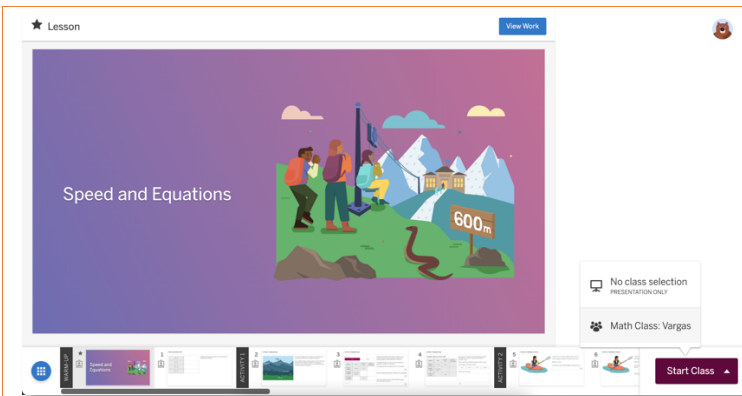 Lesson
View Work
Speed and Equations
600m
No class selection
PRESENTATION ONLY
Math Class: Vargas
WARM-UP
Speed and Equations
1
ACTIVITY 1
2
3
4
ACTIVITY 2
5
6
Start Class